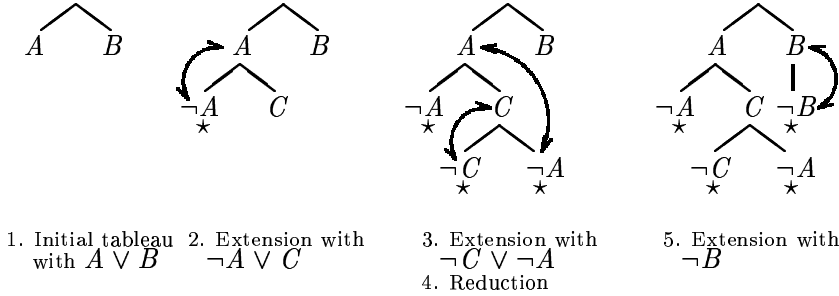 A B A B A B A B
¬A C ¬A C ¬A C ¬B
⋆ ⋆ ⋆ ⋆
¬C ¬A ¬C ¬A
⋆ ⋆ ⋆ ⋆
1. Initial tableau
with A ∨ B
2. Extension with
¬A ∨ C
3. Extension with
¬C ∨ ¬A
4. Reduction
5. Extension with
¬B